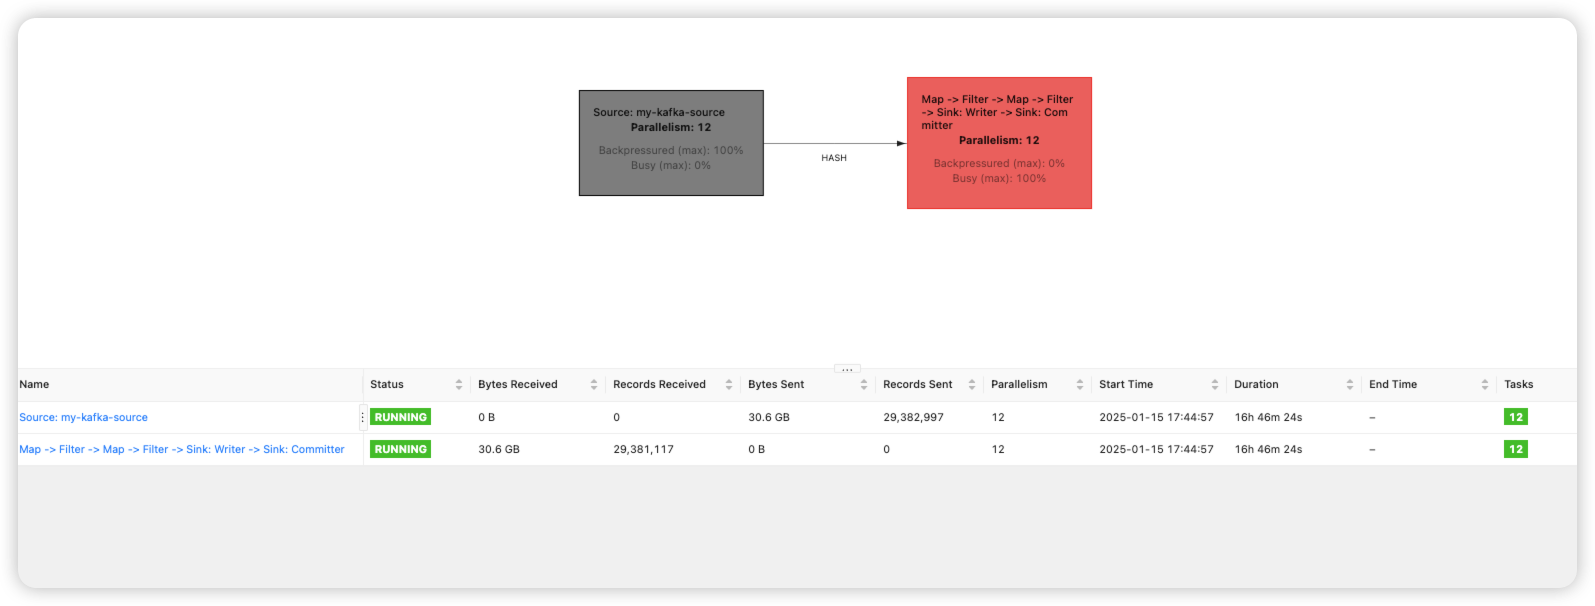 Source: my-kafka-source
Parallelism: 12
Backpressured (max): 100%
Busy (max): 0%
HASH
Map -> Filter -> Map -> Filter
-> Sink: Writer -> Sink: Com
mitter
Parallelism: 12
Backpressured (max): 0%
Busy (max): 100%
Name Status Bytes Received Records Received Bytes Sent Records Sent Parallelism Start Time Duration End Time Tasks
Source: my-kafka-source RUNNING 0 B 0 30.6 GB 29,382,997 12 2025-01-15 17:44:57 16h 46m 24s – 12
Map -> Filter -> Map -> Filter -> Sink: Writer -> Sink: Committer RUNNING 30.6 GB 29,381,117 0 B 0 12 2025-01-15 17:44:57 16h 46m 24s – 12